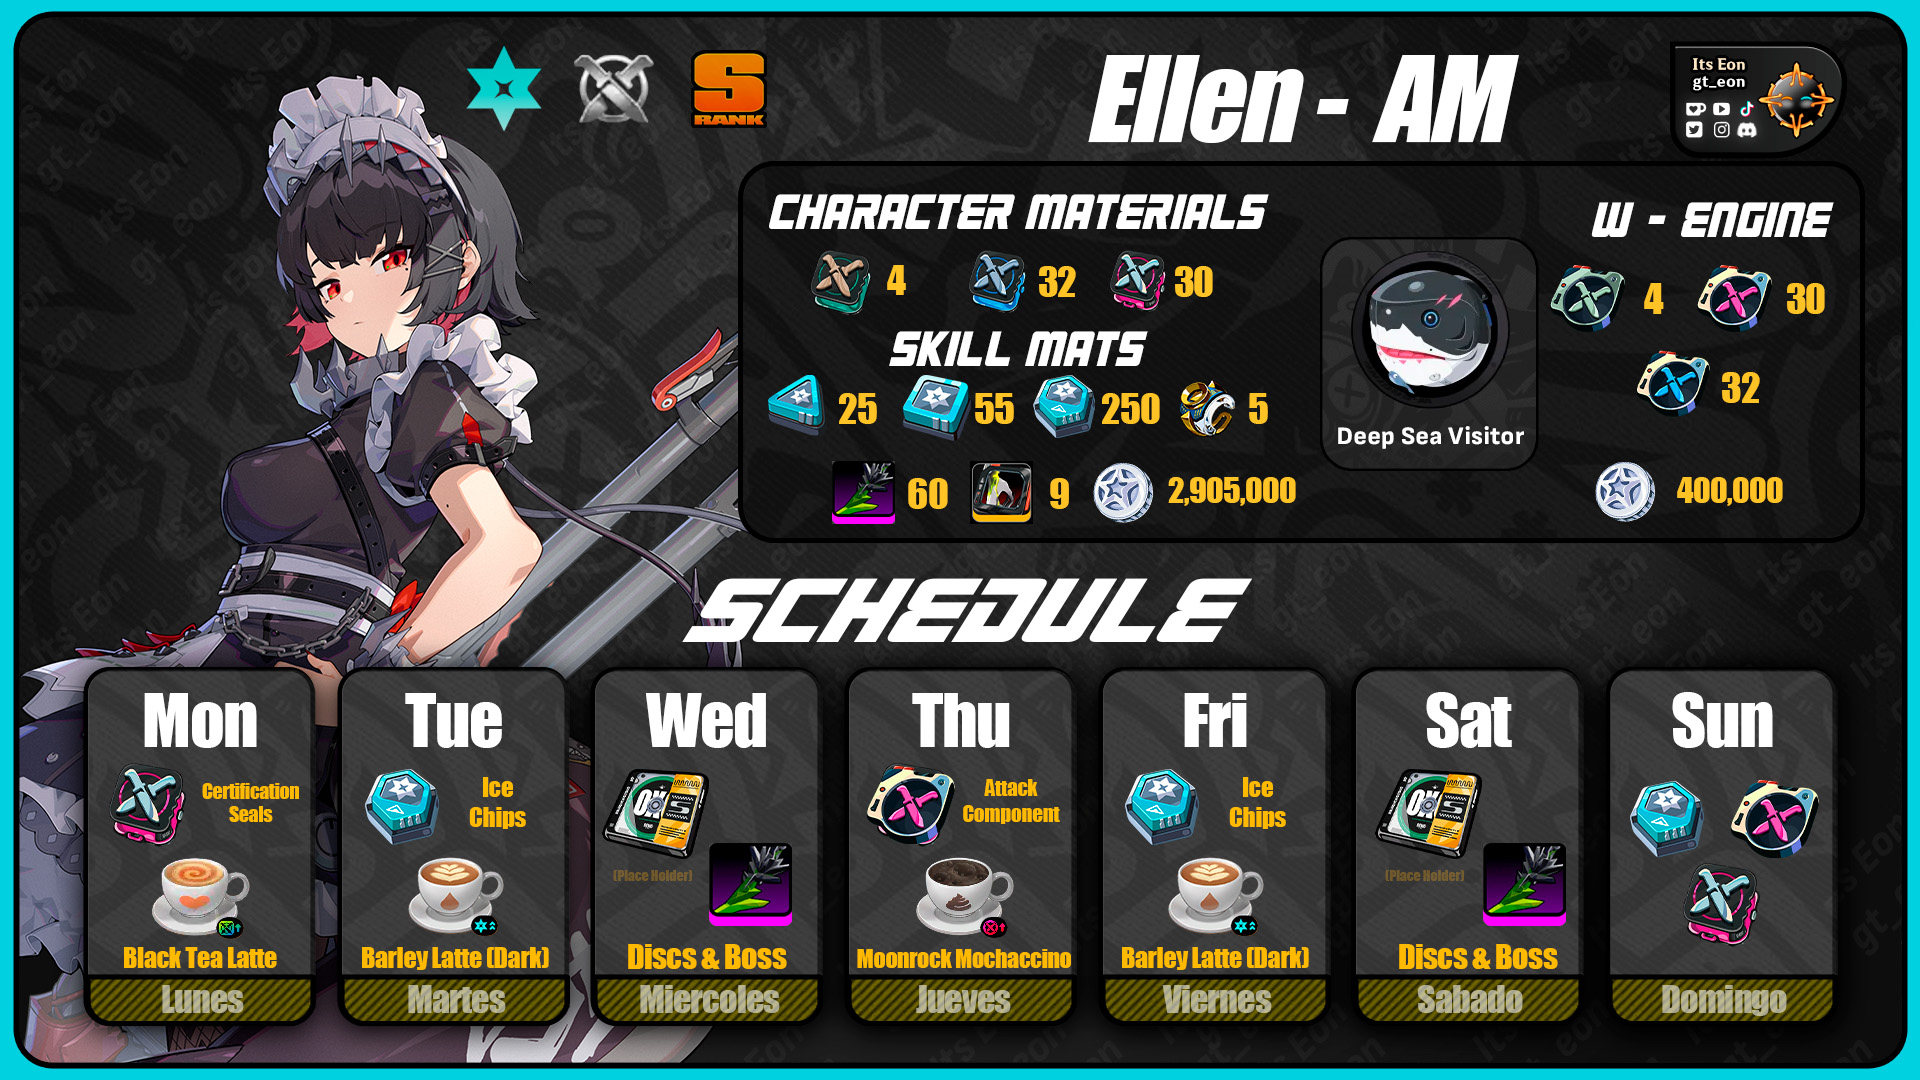 S
RANK
Ellen - AM
Its Eon
gt_eon
CHARACTER MATERIALS
4
32
30
SKILL MATS
25
55
250
5
60
9
2,905,000
Deep Sea Visitor
W - ENGINE
4
30
32
400,000
SCHEDULE
Mon
Certification
Seals
Black Tea Latte
Lunes
Tue
Ice
Chips
Barley Latte (Dark)
Martes
Wed
(Place Holder)
Discs & Boss
Miercoles
Thu
Attack
Component
Moonrock Mochaccino
Jueves
Fri
Ice
Chips
Barley Latte (Dark)
Viernes
Sat
(Place Holder)
Discs & Boss
Sabado
Sun
Domingo